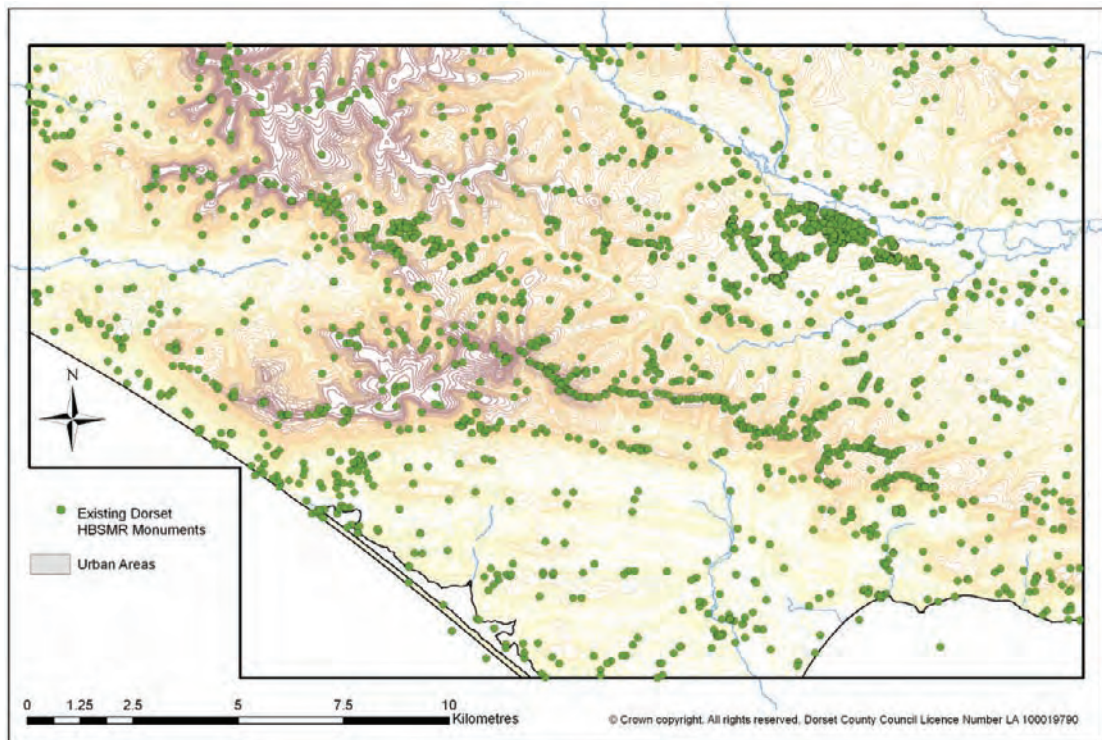 N
Existing Dorset
HBSMR Monuments
Urban Areas
0 1.25 2.5 5 7.5 10
Kilometres
© Crown copyright. All rights reserved. Dorset County Council Licence Number LA 100019790